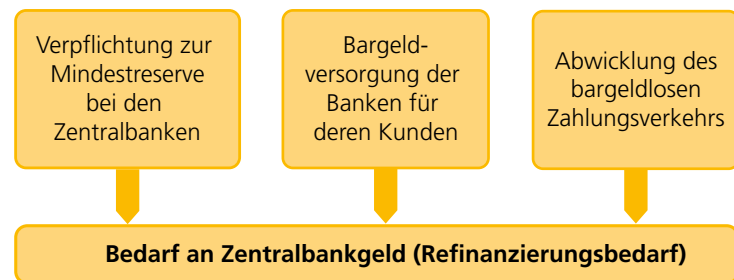 Verpflichtung zur
Mindestreserve
bei den
Zentralbanken
Bargeld-
versorgung der
Banken für
deren Kunden
Abwicklung des
bargeldlosen
Zahlungsverkehrs
Bedarf an Zentralbankgeld (Refinanzierungsbedarf)